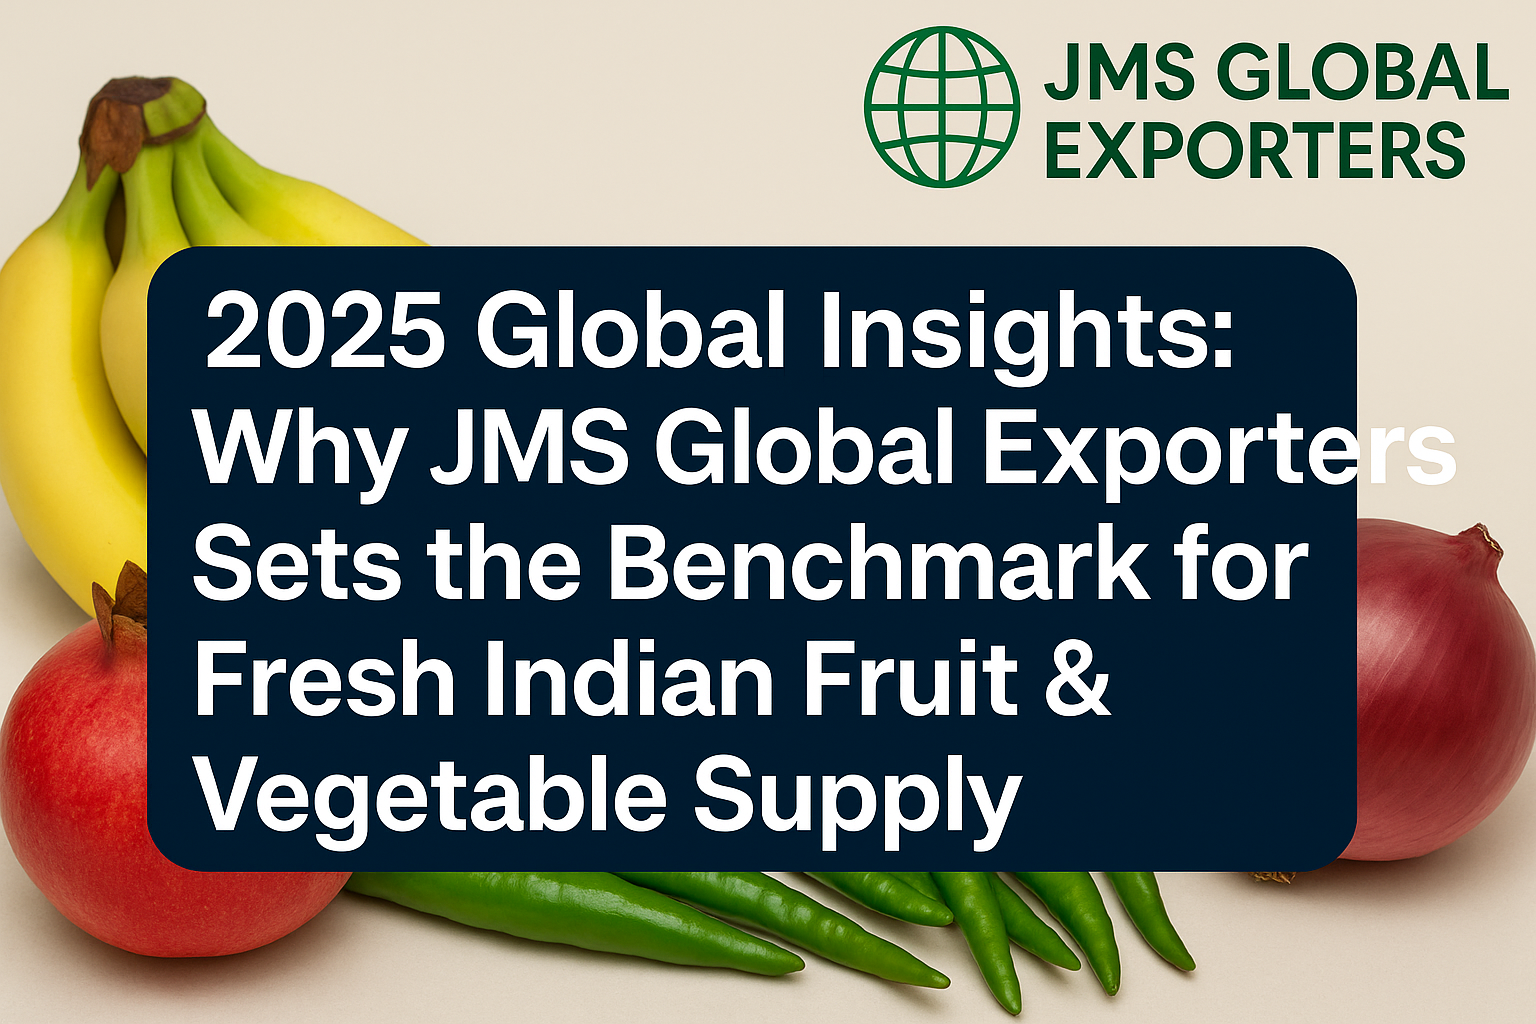 JMS GLOBAL
EXPORTERS
2025 Global Insights:
Why JMS Global Exporters
Sets the Benchmark for
Fresh Indian Fruit &
Vegetable Supply